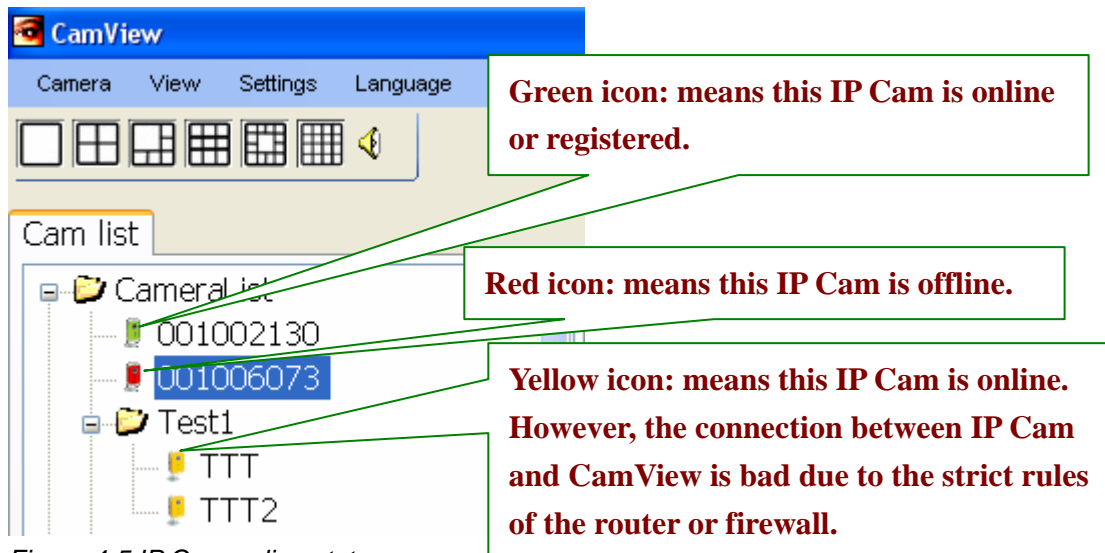 CamView
Camera View Settings Language
Green icon: means this IP Cam is online
or registered.
Cam list
Red icon: means this IP Cam is offline.
CameraList
001002130
001006073
Yellow icon: means this IP Cam is online.
However, the connection between IP Cam
and CamView is bad due to the strict rules
of the router or firewall.
Test1
TTT
TTT2